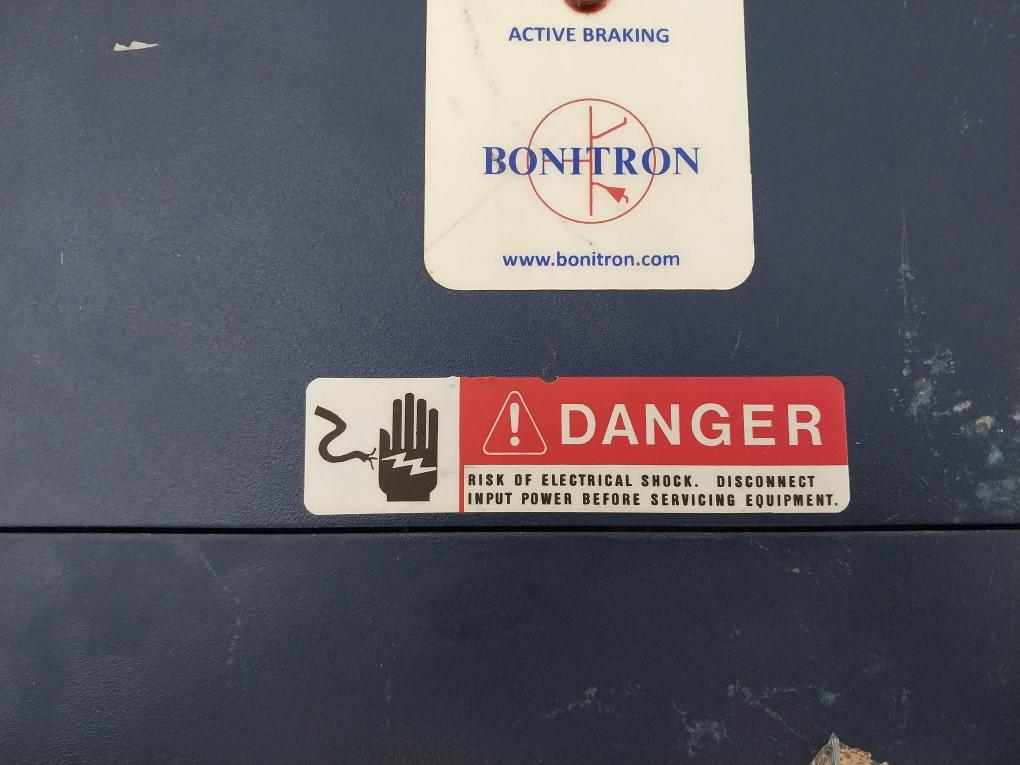 ACTIVE BRAKING
BONITRON
www.bonitron.com
DANGER
RISK OF ELECTRICAL SHOCK. DISCONNECT
INPUT POWER BEFORE SERVICING EQUIPMENT.